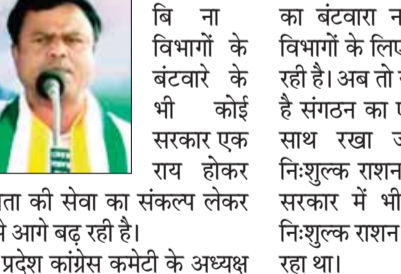 बि ना
विभागों के
बंटवारे के
भी कोई
सरकार एक
राय होकर
की सेवा का संकल्प लेकर
आगे बढ़ रही है।
प्रदेश कांग्रेस कमेटी के अध्यक्ष
का बंटवारा
विभागों के
रही है। अब तो
है संगठन का
साथ रखा
निःशुल्क राशन
सरकार में भी
निःशुल्क राशन
रहा था।